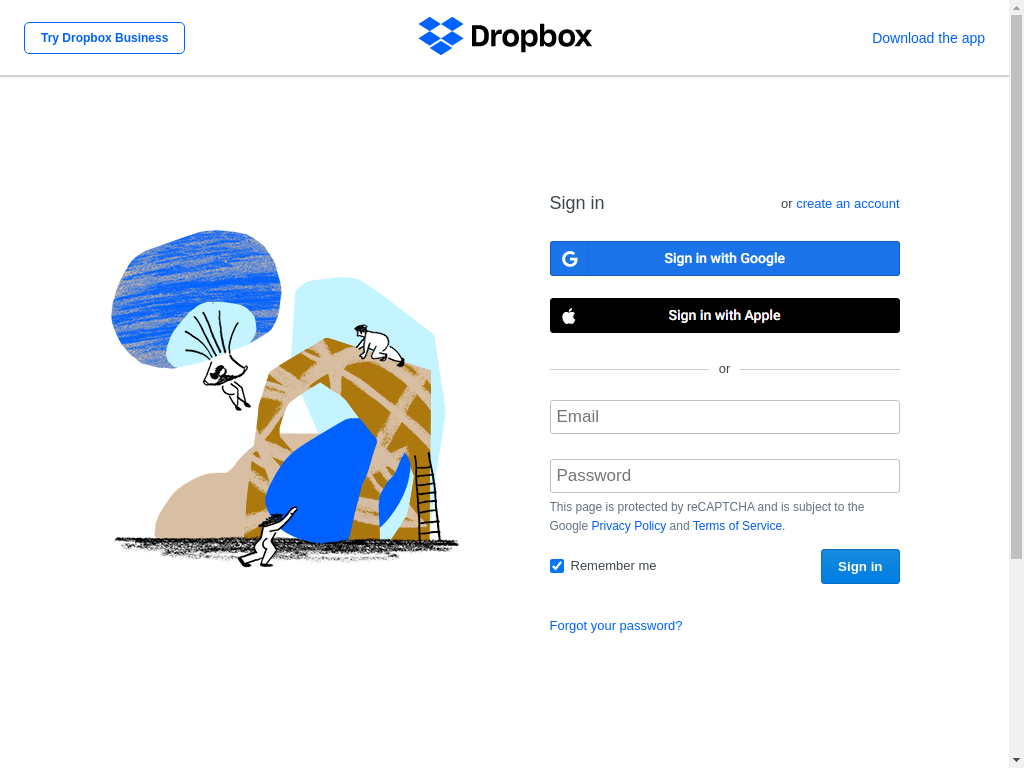 Try Dropbox Business
Dropbox
Download the app
Sign in
or create an account
Sign in with Google
Sign in with Apple
or
Email
Password
This page is protected by reCAPTCHA and is subject to the
Google Privacy Policy and Terms of Service.
Remember me
Sign in
Forgot your password?